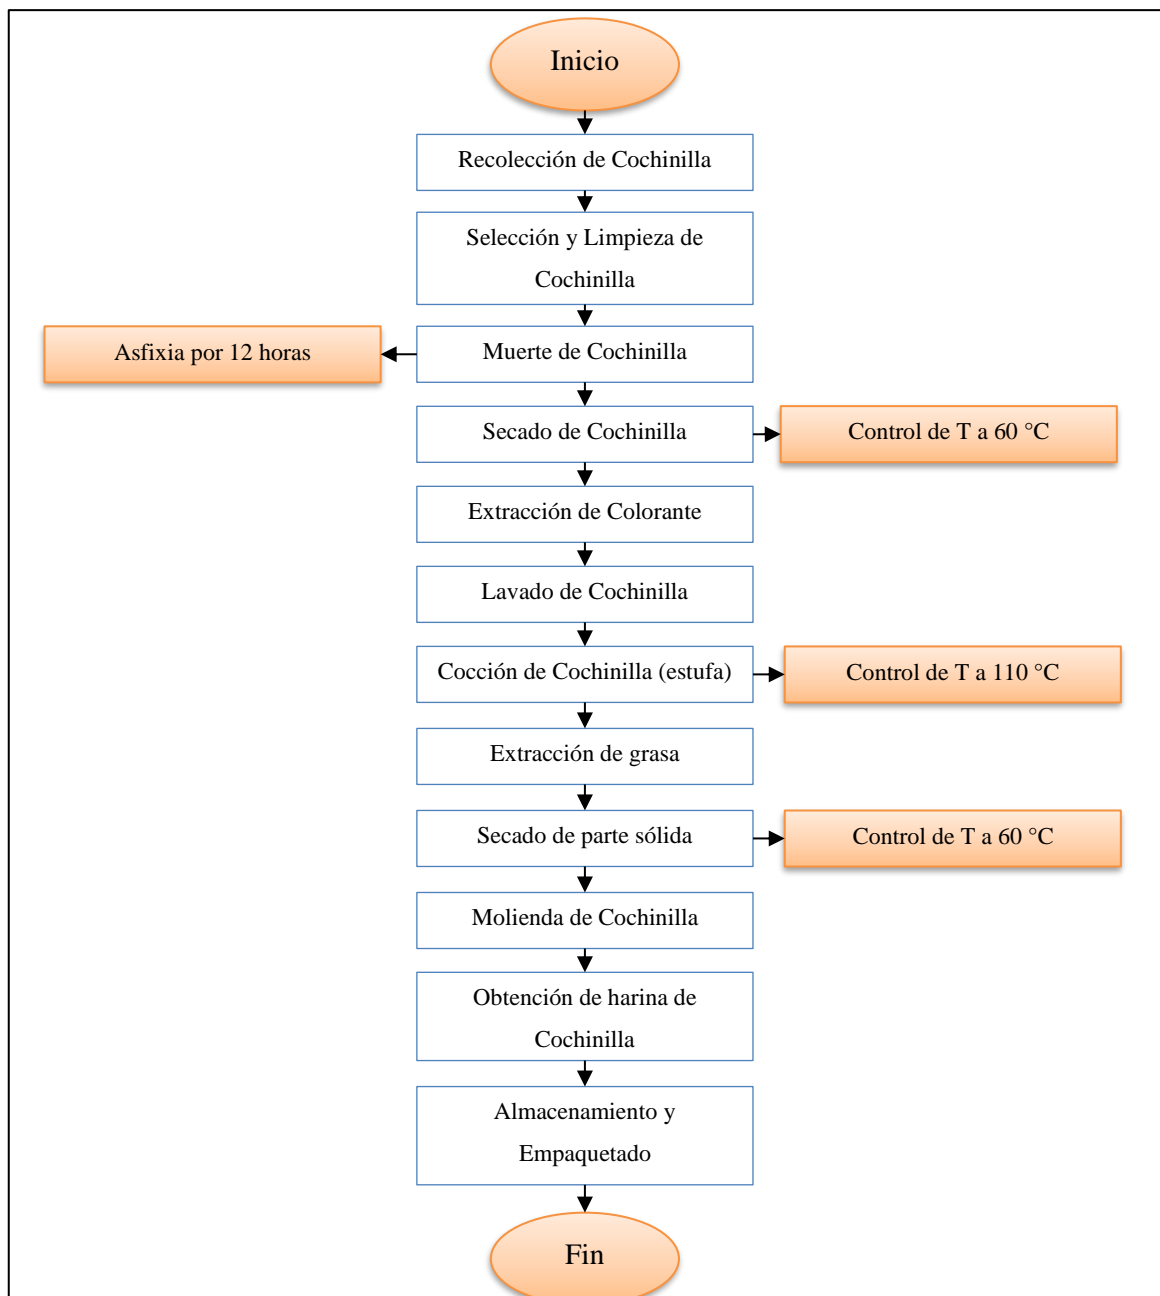 Inicio
Recolección de Cochinilla
Selección y Limpieza de
Cochinilla
Asfixia por 12 horas
Muerte de Cochinilla
Secado de Cochinilla
Control de T a 60 °C
Extracción de Colorante
Lavado de Cochinilla
Cocción de Cochinilla (estufa)
Control de T a 110 °C
Extracción de grasa
Secado de parte sólida
Control de T a 60 °C
Molienda de Cochinilla
Obtención de harina de
Cochinilla
Almacenamiento y
Empaquetado
Fin